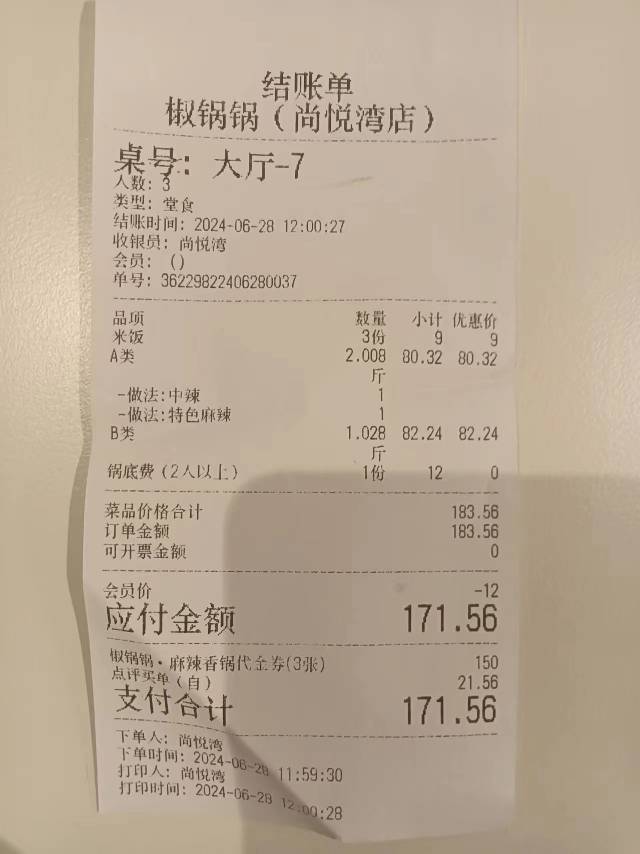 结账单
椒锅锅（尚悦湾店）
桌号：大厅-7
人数: 3
类型: 堂食
结账时间: 2024-06-28 12:00:27
收银员: 尚悦湾
会员: ()
单号: 36229822406280037
品项 数量 小计 优惠价
米饭 3份 9 9
A类 2.008 80.32 80.32
斤
-做法:中辣 1
-做法:特色麻辣 1
B类 1.028 82.24 82.24
斤
锅底费(2人以上) 1份 12 0
菜品价格合计 183.56
订单金额 183.56
可开票金额 0
会员价 -12
应付金额 171.56
椒锅锅·麻辣香锅代金券(3张) 150
点评买单(自) 21.56
支付合计 171.56
下单人: 尚悦湾
下单时间: 2024-06-28 11:59:30
打印人: 尚悦湾
打印时间: 2024-06-28 12:00:28